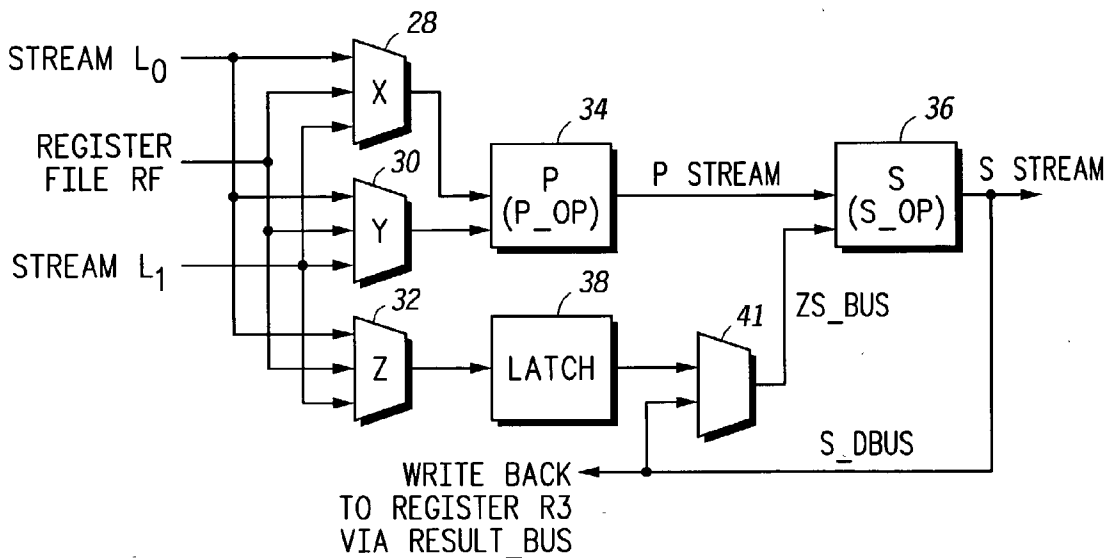 28
STREAM L0
X
34
36
REGISTER
FILE RF
30
P
(P_OP)
P STREAM
S
(S_OP)
S STREAM
Y
STREAM L1
32
38
41
ZS_BUS
Z
LATCH
S_DBUS
WRITE BACK
TO REGISTER R3
VIA RESULT_BUS